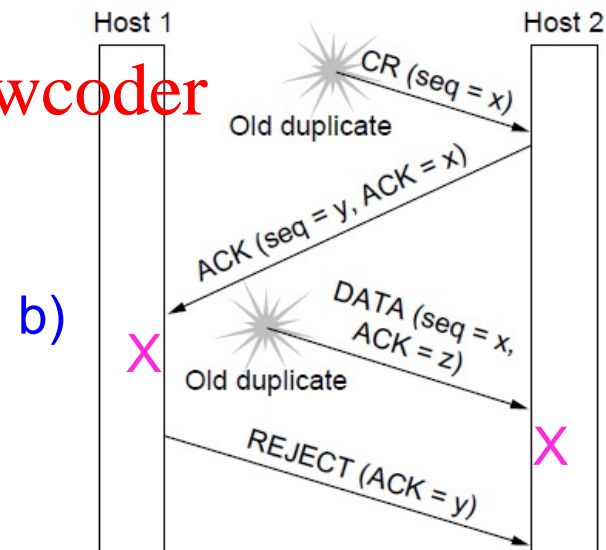 Host 1
Host 2
wcoder
CR (seq = x)
Old duplicate
ACK (seq = y, ACK = x)
b)
DATA (seq = x,
ACK = z)
X
Old duplicate
X
REJECT (ACK = y)